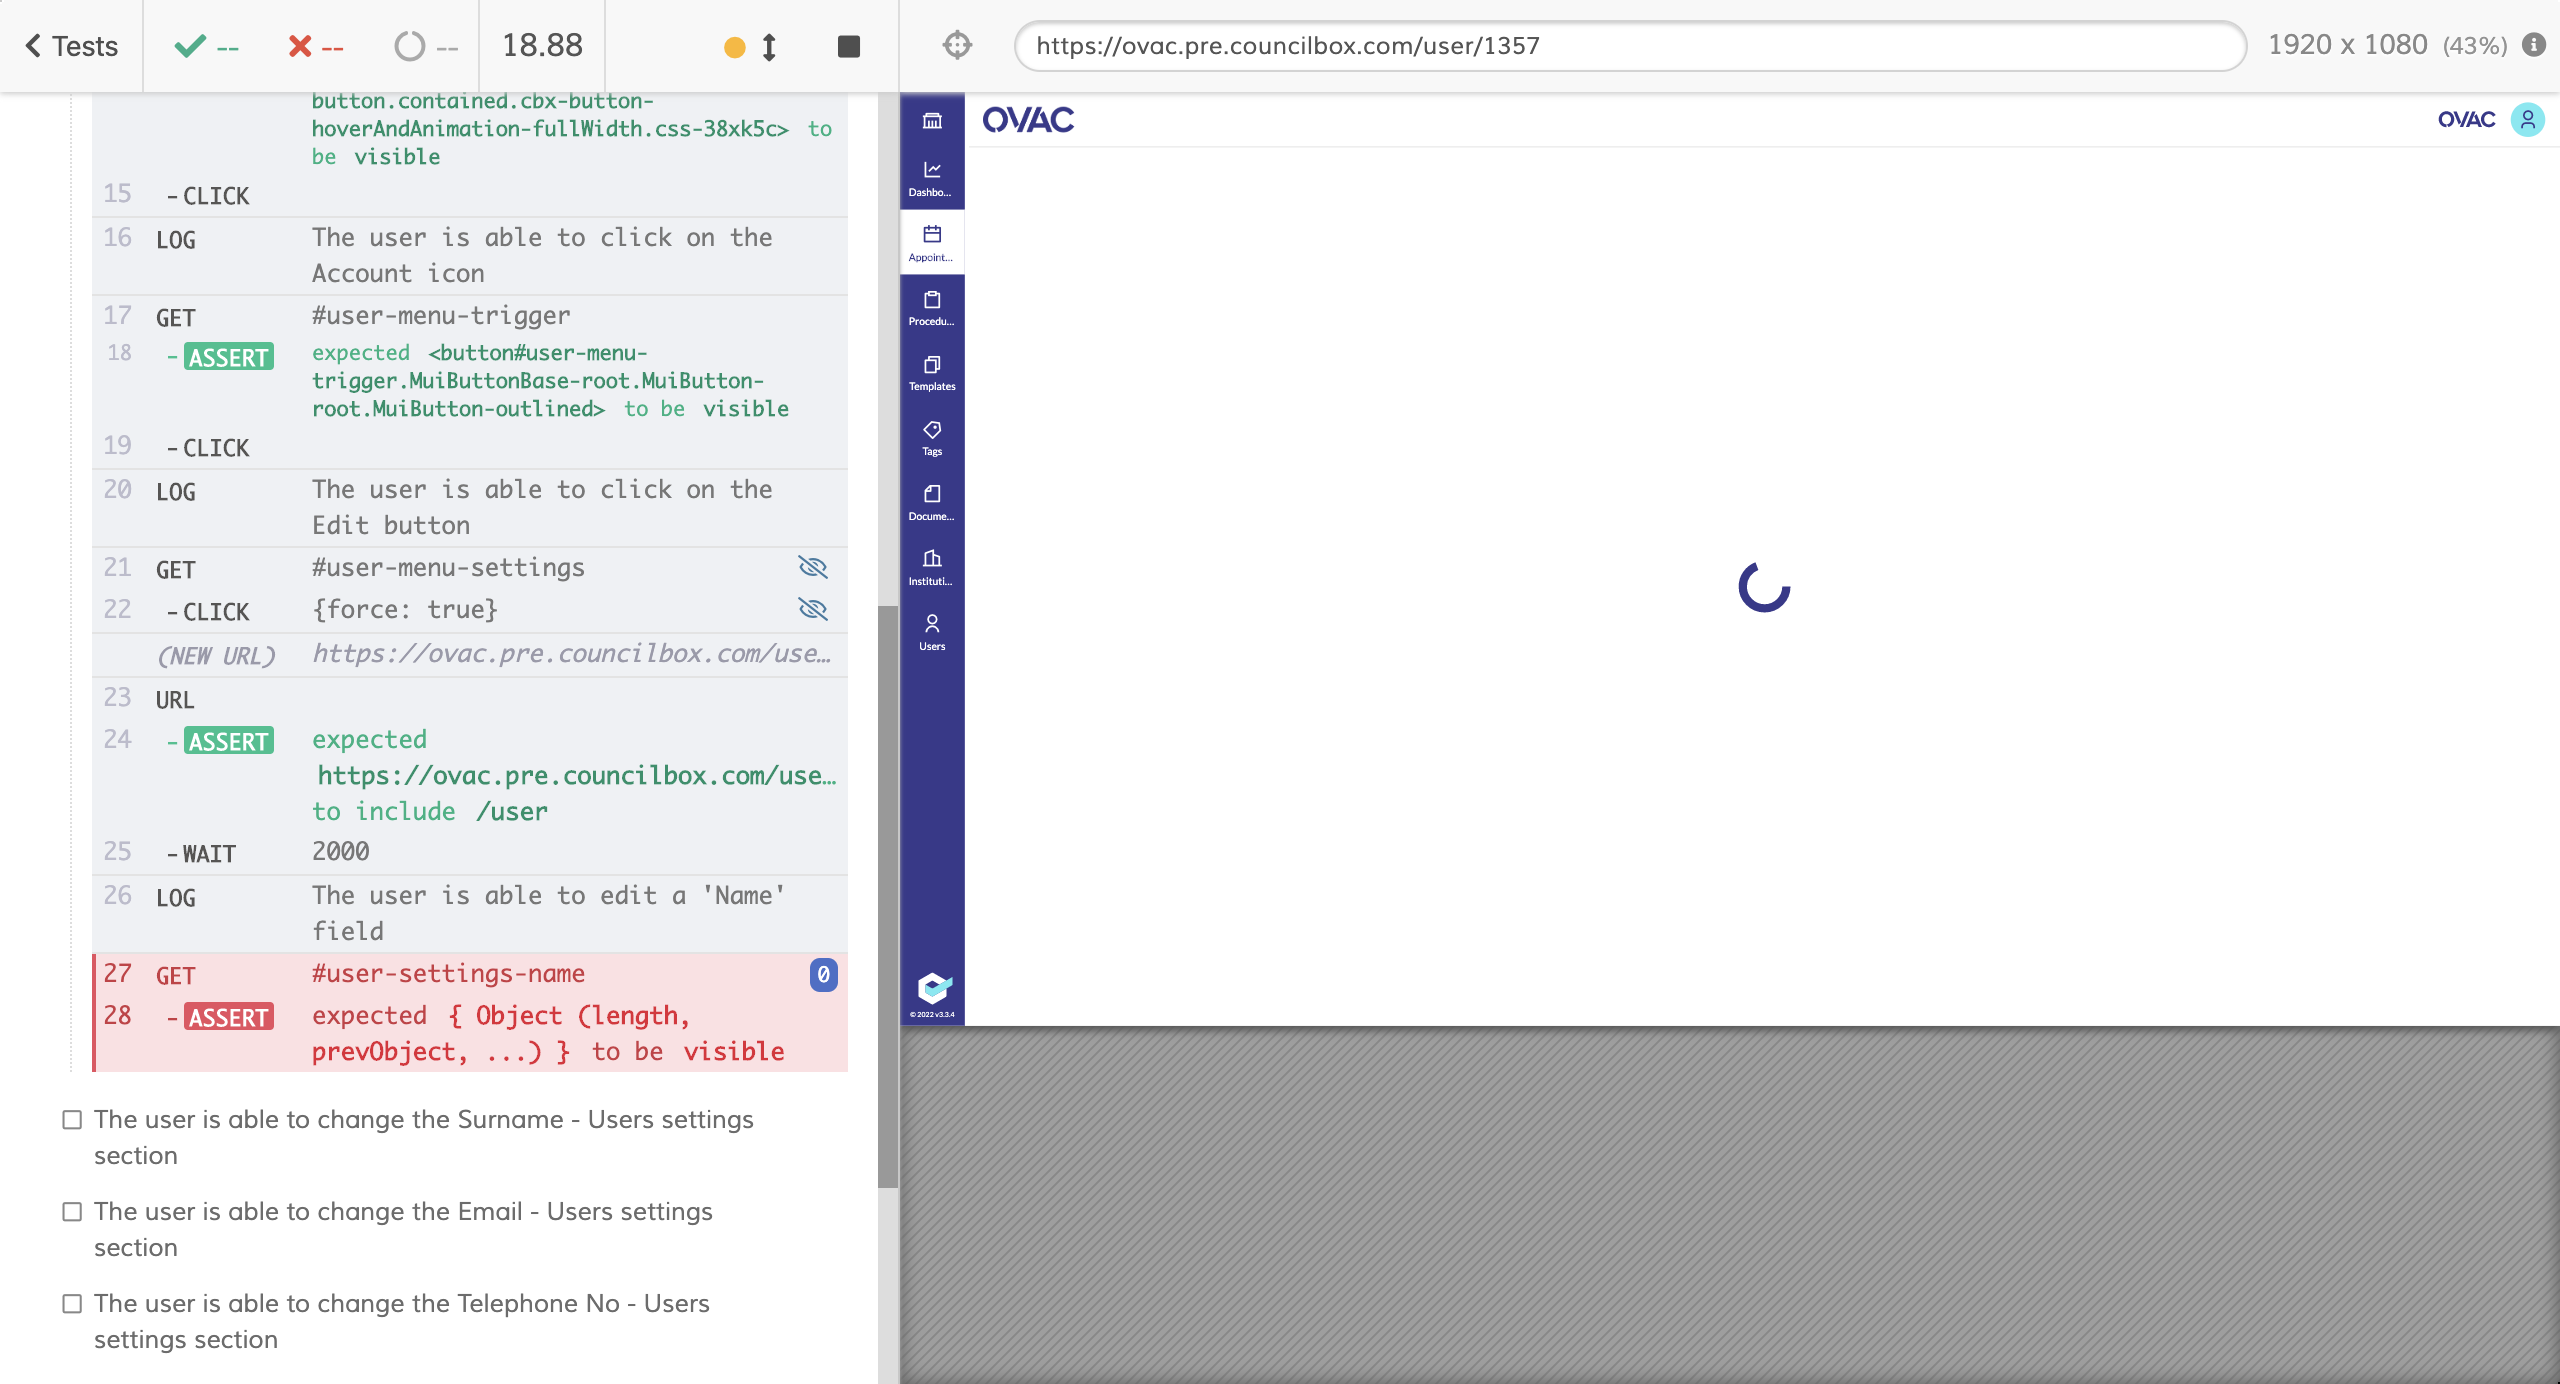 Tests
--
--
--
18.88
https://ovac.pre.councilbox.com/user/1357
1920 x 1080 (43%)
button.contained.cbx-button-
hoverAndAnimation-fullWidth.css-38xk5c> to
be visible
15 -CLICK
16 LOG The user is able to click on the
Account icon
17 GET #user-menu-trigger
18 -ASSERT expected <button#user-menu-
trigger.MuiButtonBase-root.MuiButton-
root.MuiButton-outlined> to be visible
19 -CLICK
20 LOG The user is able to click on the
Edit button
21 GET #user-menu-settings
22 -CLICK {force: true}
(NEW URL) https://ovac.pre.councilbox.com/use…
23 URL
24 -ASSERT expected
https://ovac.pre.councilbox.com/use…
to include /user
25 -WAIT 2000
26 LOG The user is able to edit a 'Name'
field
27 GET #user-settings-name 0
28 -ASSERT expected { Object (length,
prevObject, ...) } to be visible
The user is able to change the Surname - Users settings
section
The user is able to change the Email - Users settings
section
The user is able to change the Telephone No - Users
settings section
OVAC
OVAC
Dashbo...
Appoint...
Procedu...
Templates
Tags
Docume...
Instituti...
Users
© 2022 v3.3.4